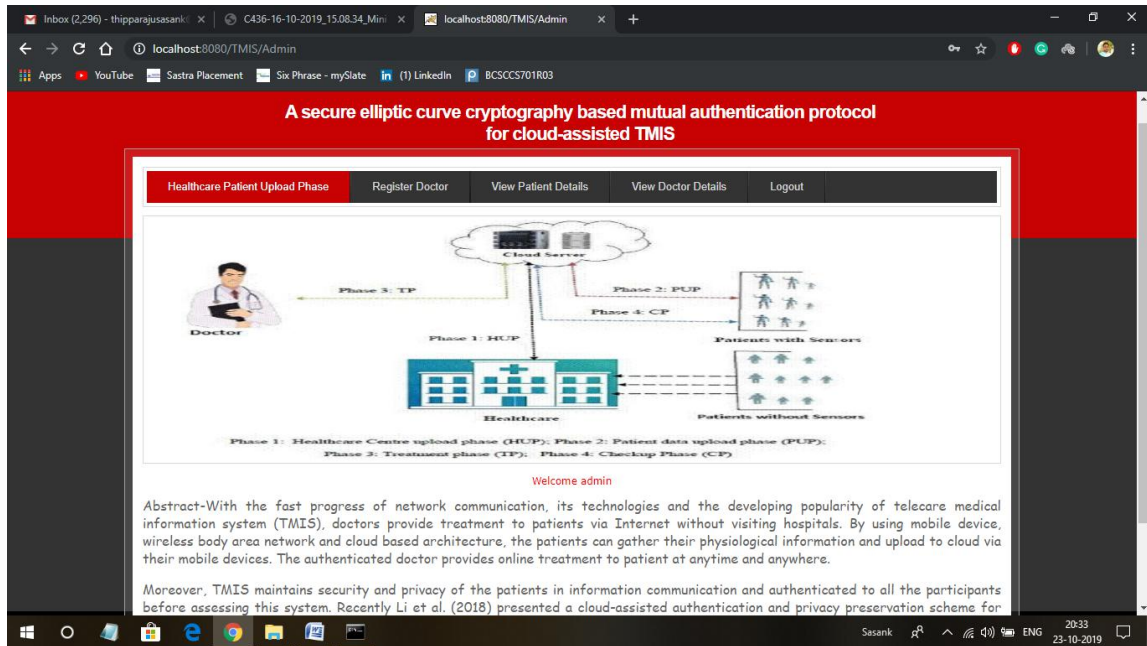 Inbox (2,296) - thipparajusasank
C436-16-10-2019_15.08.34_Mini
localhost:8080/TMIS/Admin
localhost:8080/TMIS/Admin
Apps YouTube Sastra Placement Six Phrase - mySlate (1) LinkedIn BCSCCS701R03
A secure elliptic curve cryptography based mutual authentication protocol
for cloud-assisted TMIS
Healthcare Patient Upload Phase Register Doctor View Patient Details View Doctor Details Logout
Cloud Server
Phase 3: TP
Phase 2: PUP
Phase 4: CP
Doctor
Phase 1: HUP
Patients with Sensors
Healthcare
Patients without Sensors
Phase 1: Healthcare Centre upload phase (HUP); Phase 2: Patient data upload phase (PUP);
Phase 3: Treatment phase (TP); Phase 4: Checkup Phase (CP)
Welcome admin
Abstract-With the fast progress of network communication, its technologies and the developing popularity of telecare medical
information system (TMIS), doctors provide treatment to patients via Internet without visiting hospitals. By using mobile device,
wireless body area network and cloud based architecture, the patients can gather their physiological information and upload to cloud via
their mobile devices. The authenticated doctor provides online treatment to patient at anytime and anywhere.
Moreover, TMIS maintains security and privacy of the patients in information communication and authenticated to all the participants
before assessing this system. Recently Li et al. (2018) presented a cloud-assisted authentication and privacy preservation scheme for
Sasank ENG 20:33
23-10-2019